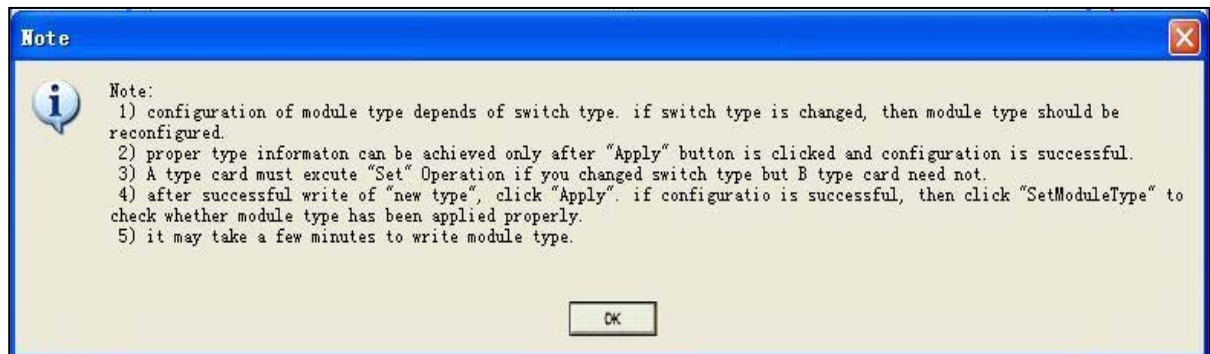 Note
Note:
1) configuration of module type depends of switch type. if switch type is changed, then module type should be
reconfigured.
2) proper type informaton can be achieved only after "Apply" button is clicked and configuration is successful.
3) A type card must excute "Set" Operation if you changed switch type but B type card need not.
4) after successful write of "new type", click "Apply". if configuratio is successful, then click "SetModuleType" to
check whether module type has been applied properly.
5) it may take a few minutes to write module type.
OK